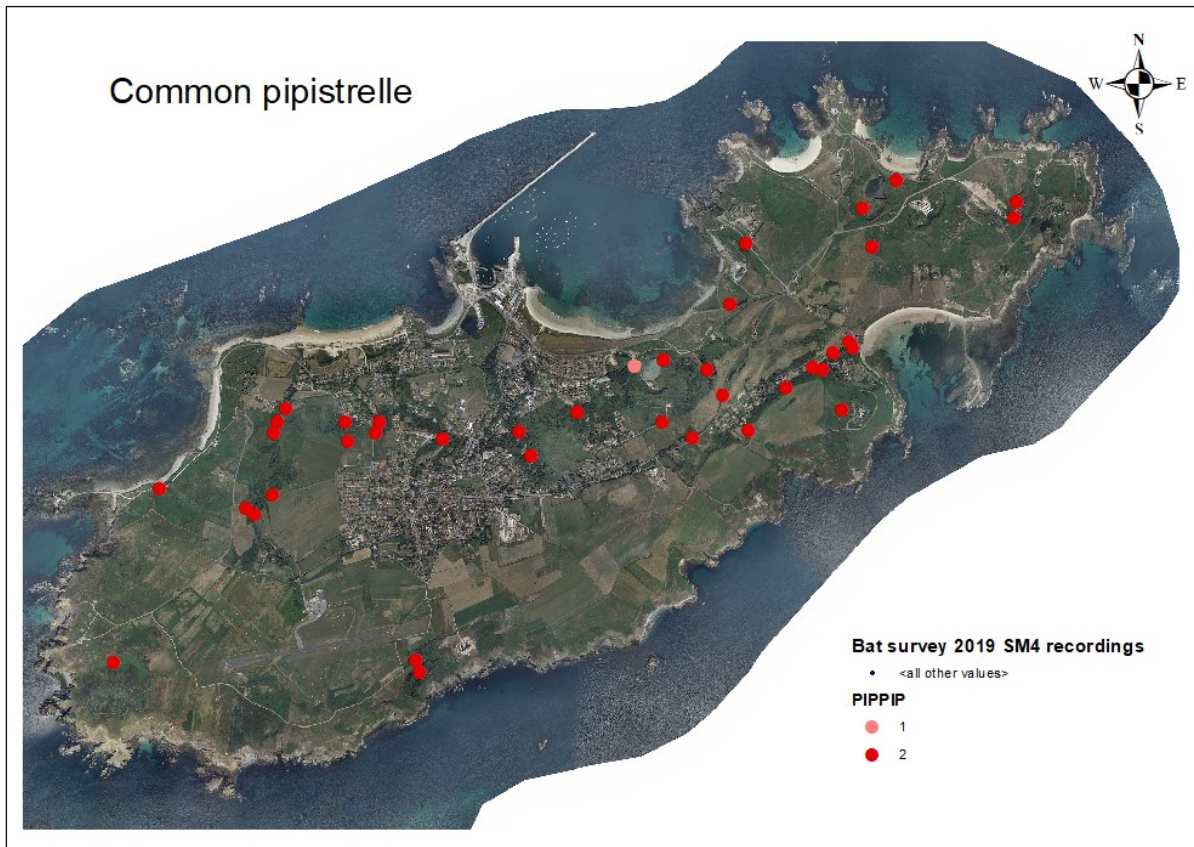 Common pipistrelle
N
W E
S
Bat survey 2019 SM4 recordings
<all other values>
PIPPIP
1
2